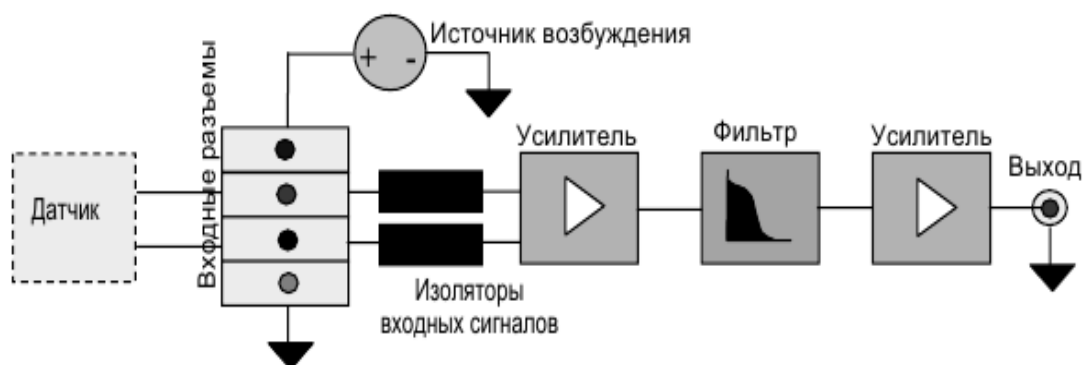 Источник возбуждения
Входные разъемы
Усилитель
Фильтр
Усилитель
Выход
Датчик
+
-
Изоляторы
входных сигналов